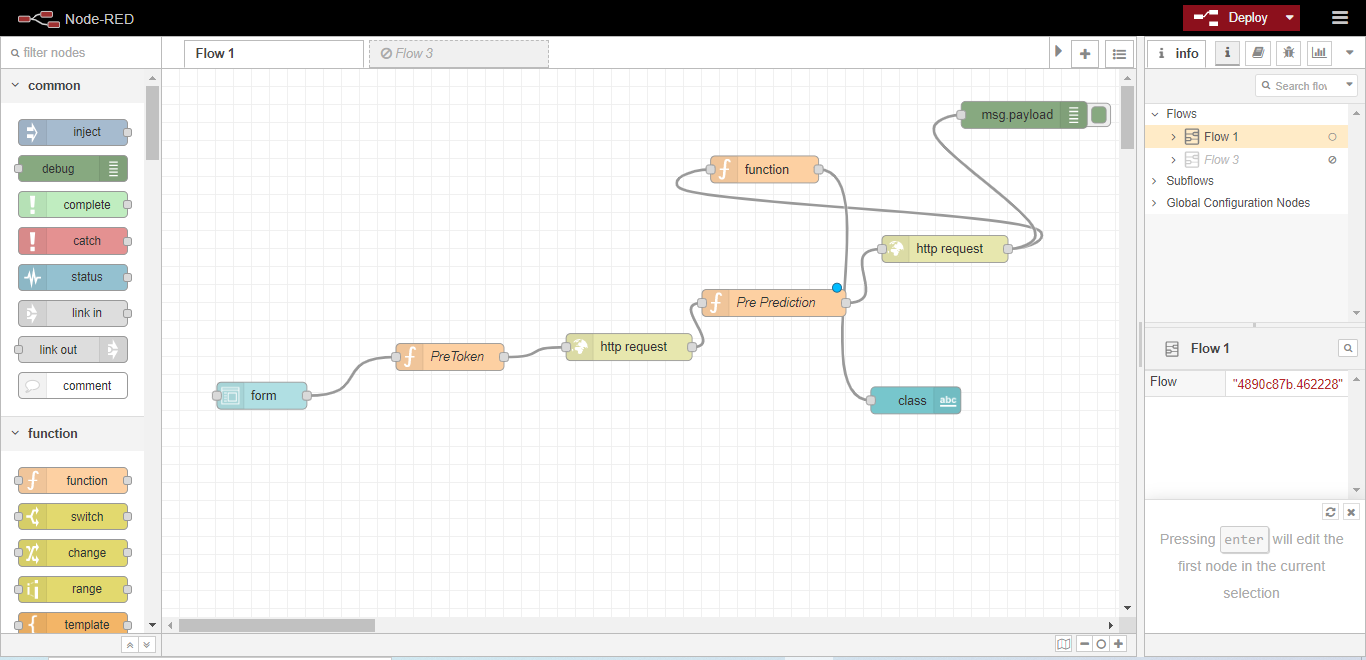 Node-RED
Deploy
filter nodes
Flow 1
Flow 3
info
Search flov
common
inject
debug
complete
catch
status
link in
link out
comment
function
function
switch
change
range
template
msg.payload
function
http request
Pre Prediction
http request
PreToken
form
class
abc
Flows
Flow 1
Flow 3
Subflows
Global Configuration Nodes
Flow 1
Flow "4890c87b.462228"
Pressing enter will edit the
first node in the current
selection